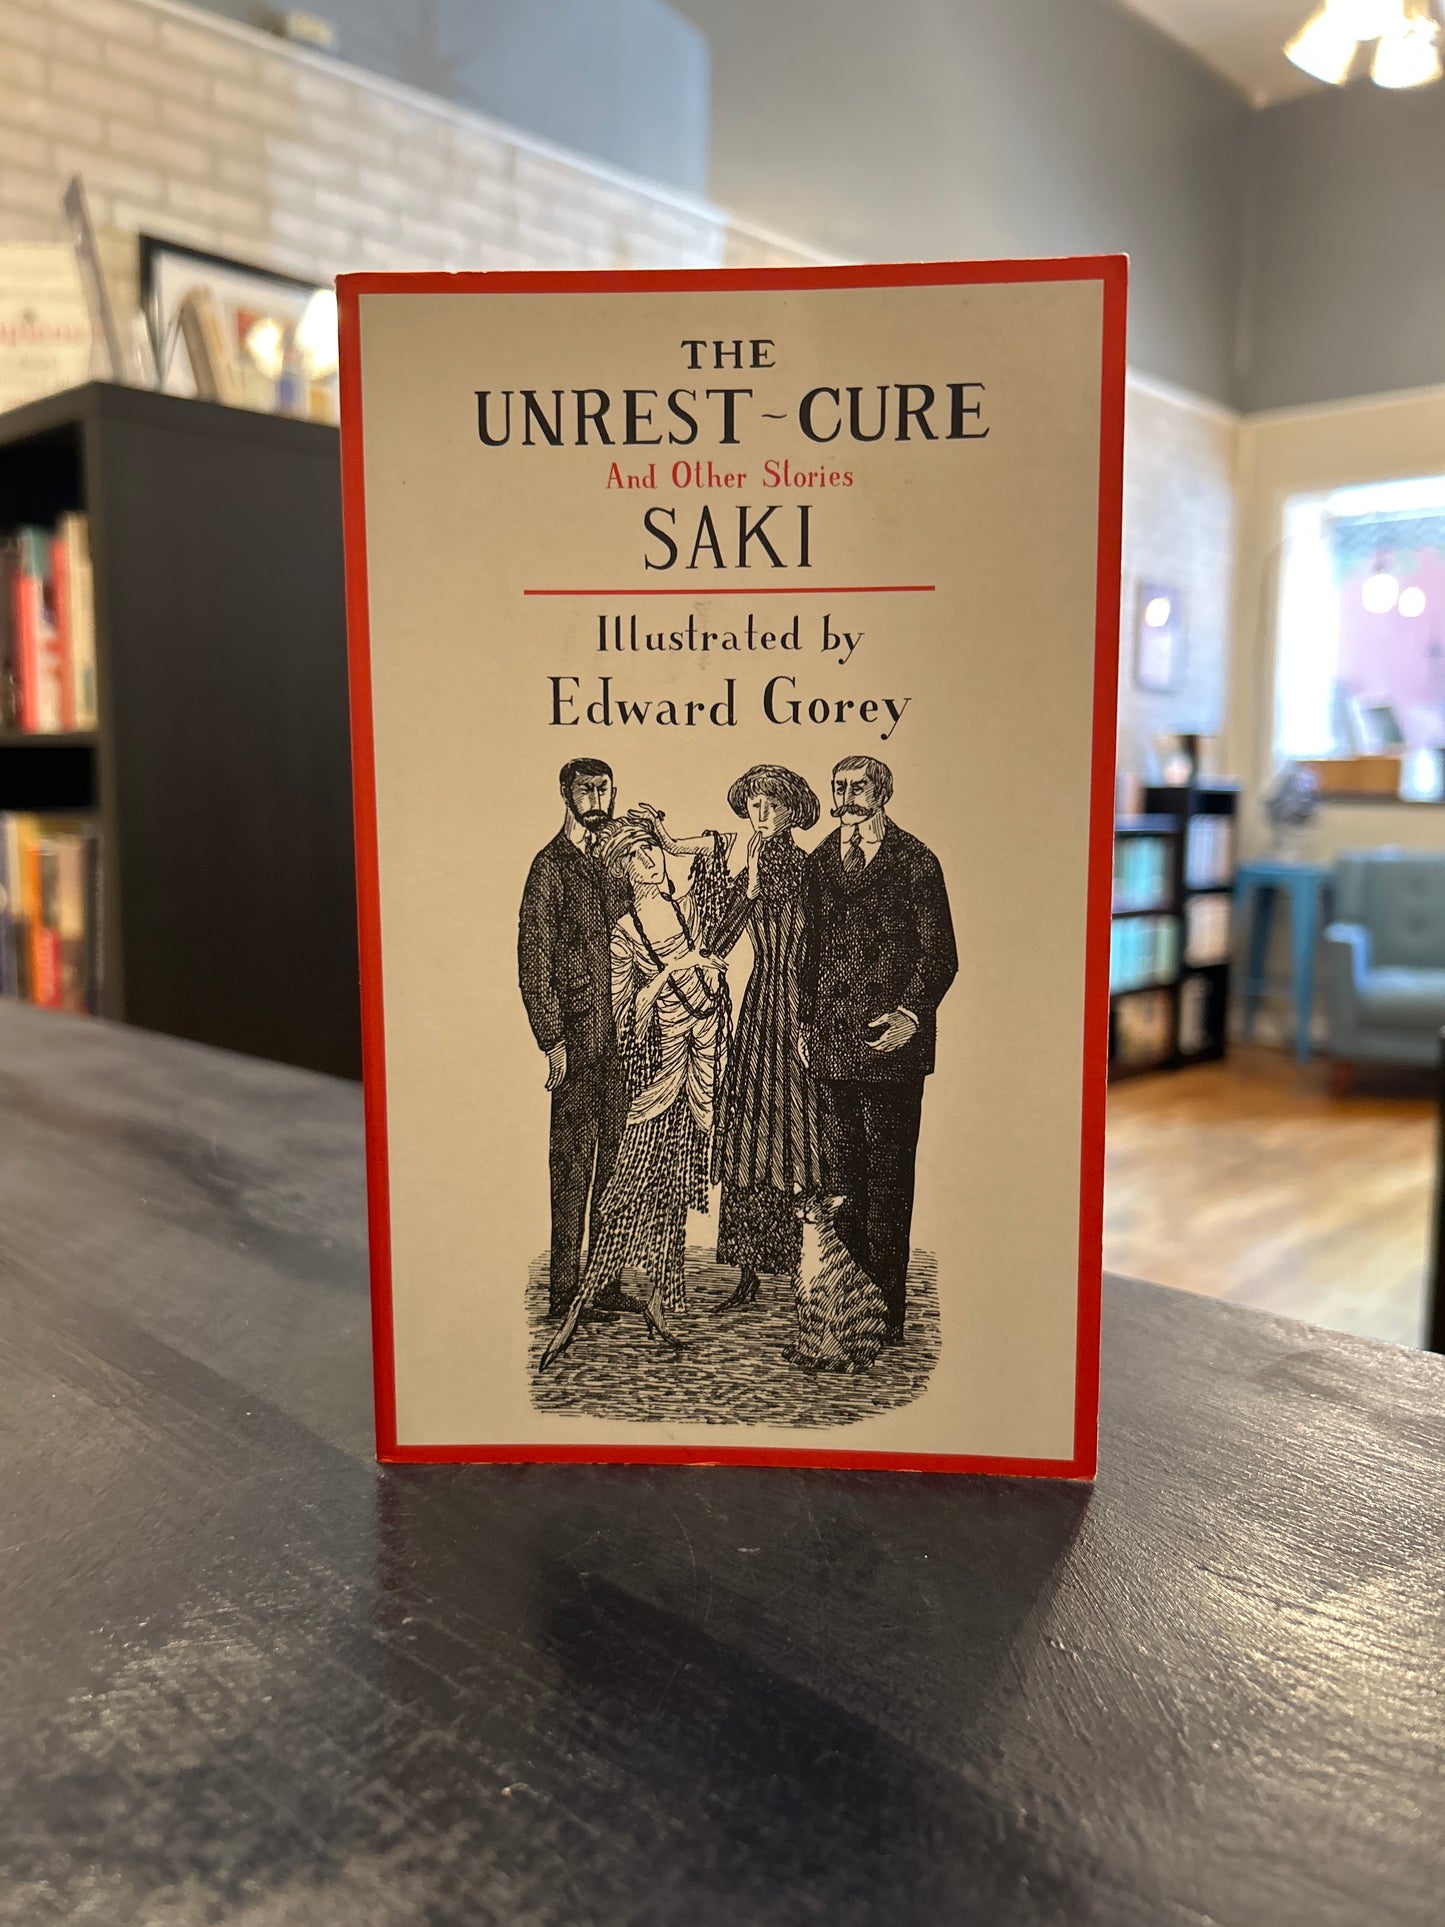 THE
UNREST~CURE
And Other Stories
SAKI
Illustrated by
Edward Gorey